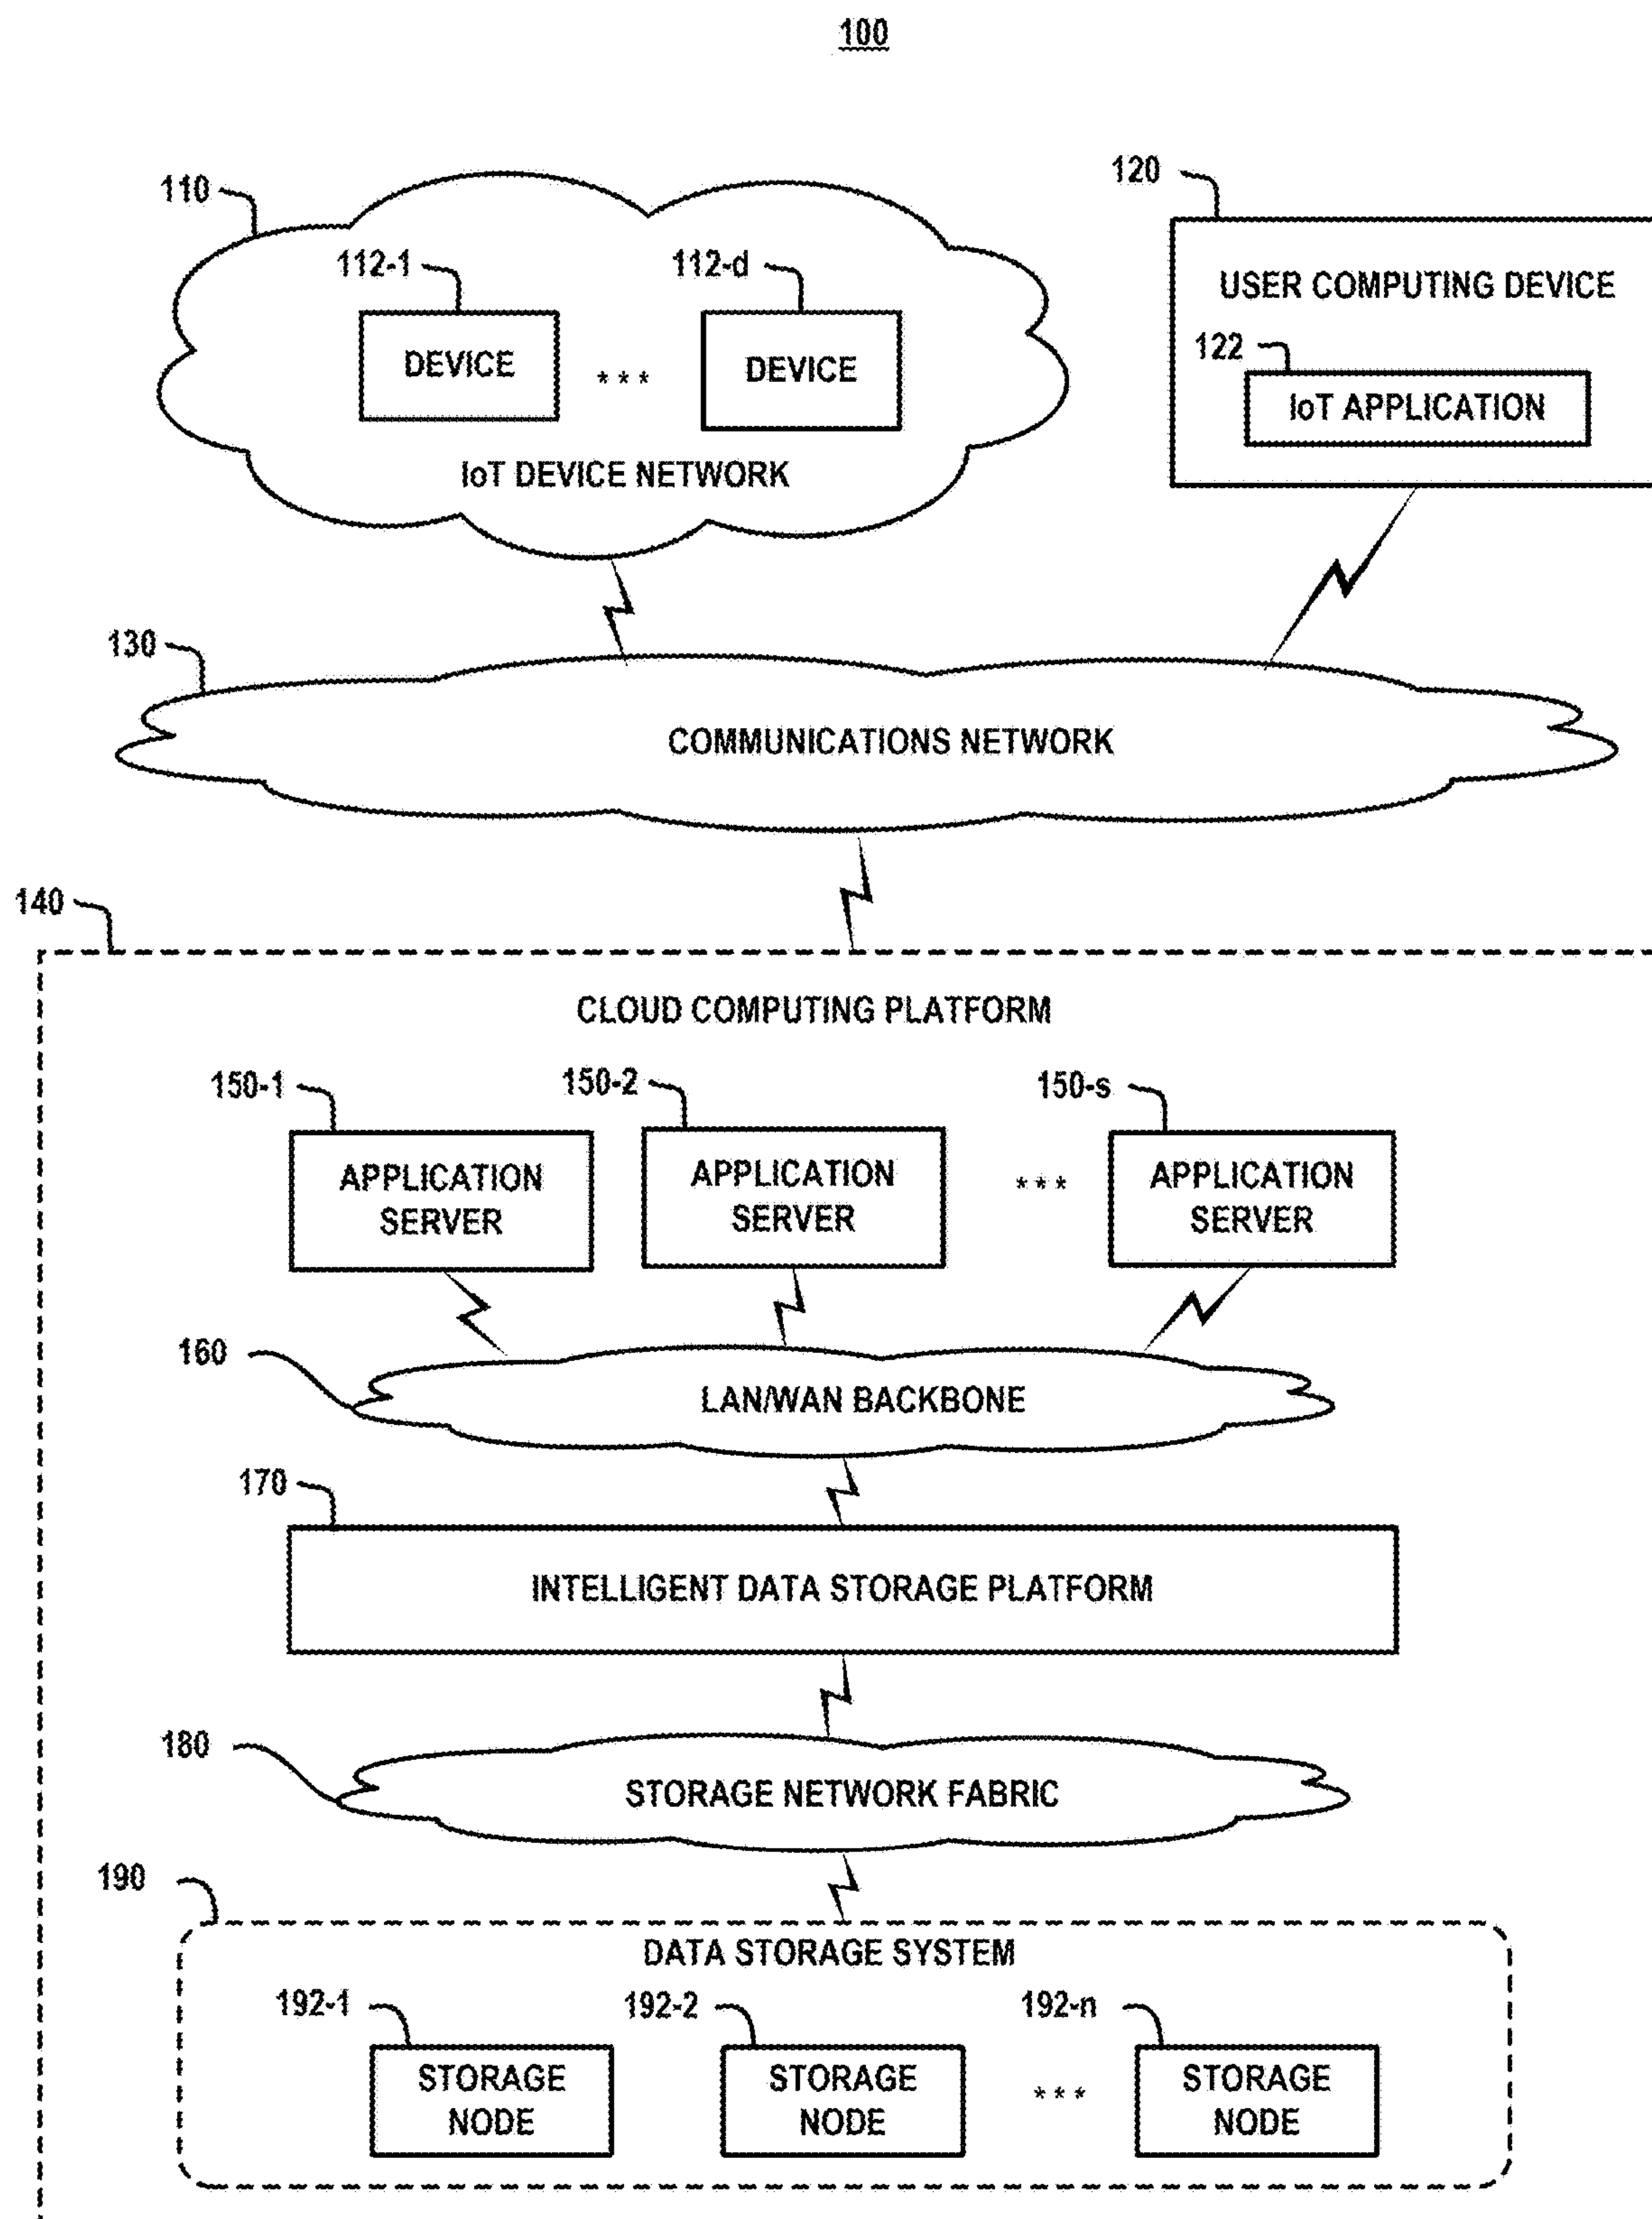 100
110
120
112-1
112-d
DEVICE
* * *
DEVICE
IoT DEVICE NETWORK
USER COMPUTING DEVICE
122
IoT APPLICATION
130
COMMUNICATIONS NETWORK
140
CLOUD COMPUTING PLATFORM
150-1
150-2
150-s
APPLICATION
SERVER
APPLICATION
SERVER
* * *
APPLICATION
SERVER
160
LAN/WAN BACKBONE
170
INTELLIGENT DATA STORAGE PLATFORM
180
STORAGE NETWORK FABRIC
190
DATA STORAGE SYSTEM
192-1
192-2
192-n
STORAGE
NODE
STORAGE
NODE
* * *
STORAGE
NODE